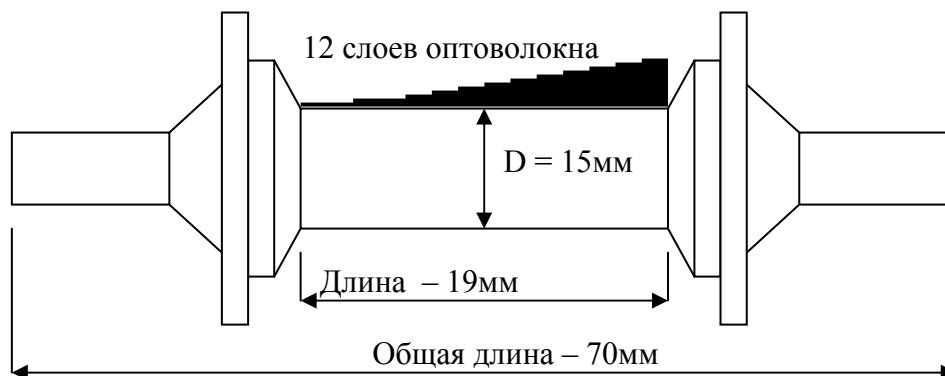 12 слоев оптоволокна
D = 15мм
Длина – 19мм
Общая длина – 70мм